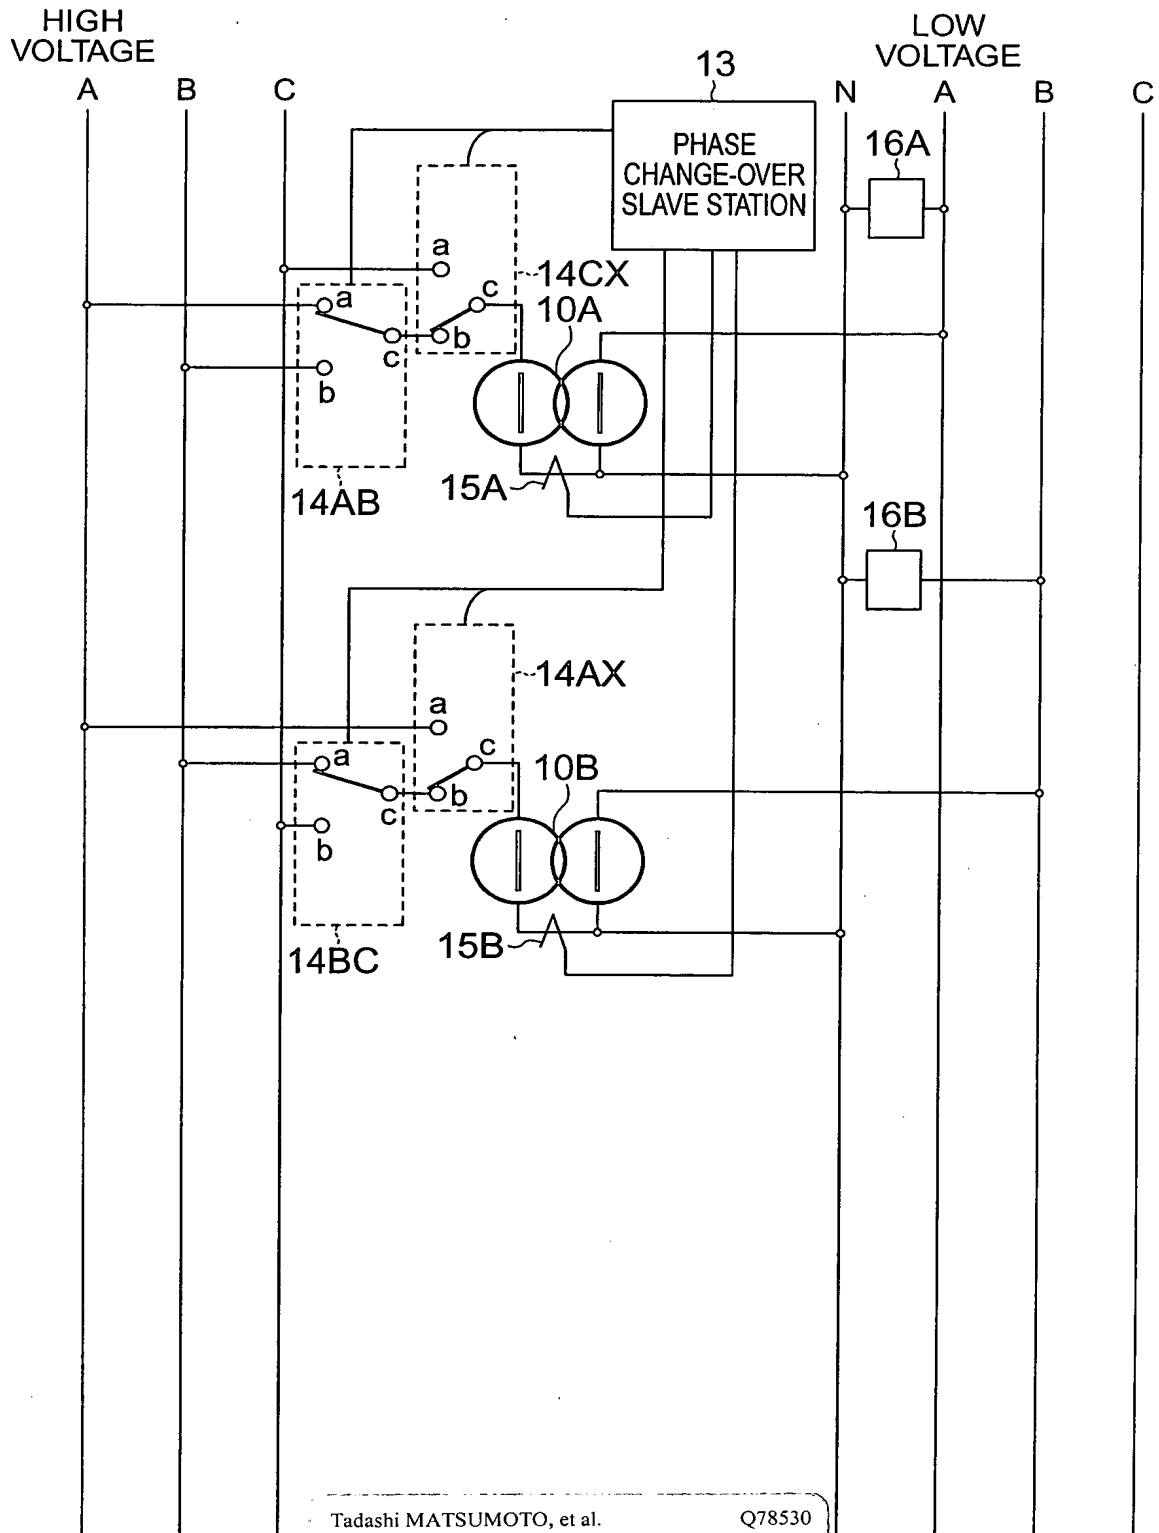 HIGH
VOLTAGE
LOW
VOLTAGE
A
B
C
13
N
A
B
C
PHASE
CHANGE-OVER
SLAVE STATION
16A
a
14CX
a
c
10A
c
b
b
15A
14AB
16B
14AX
a
a
c
10B
c
b
b
15B
14BC
Tadashi MATSUMOTO, et al.
Q78530